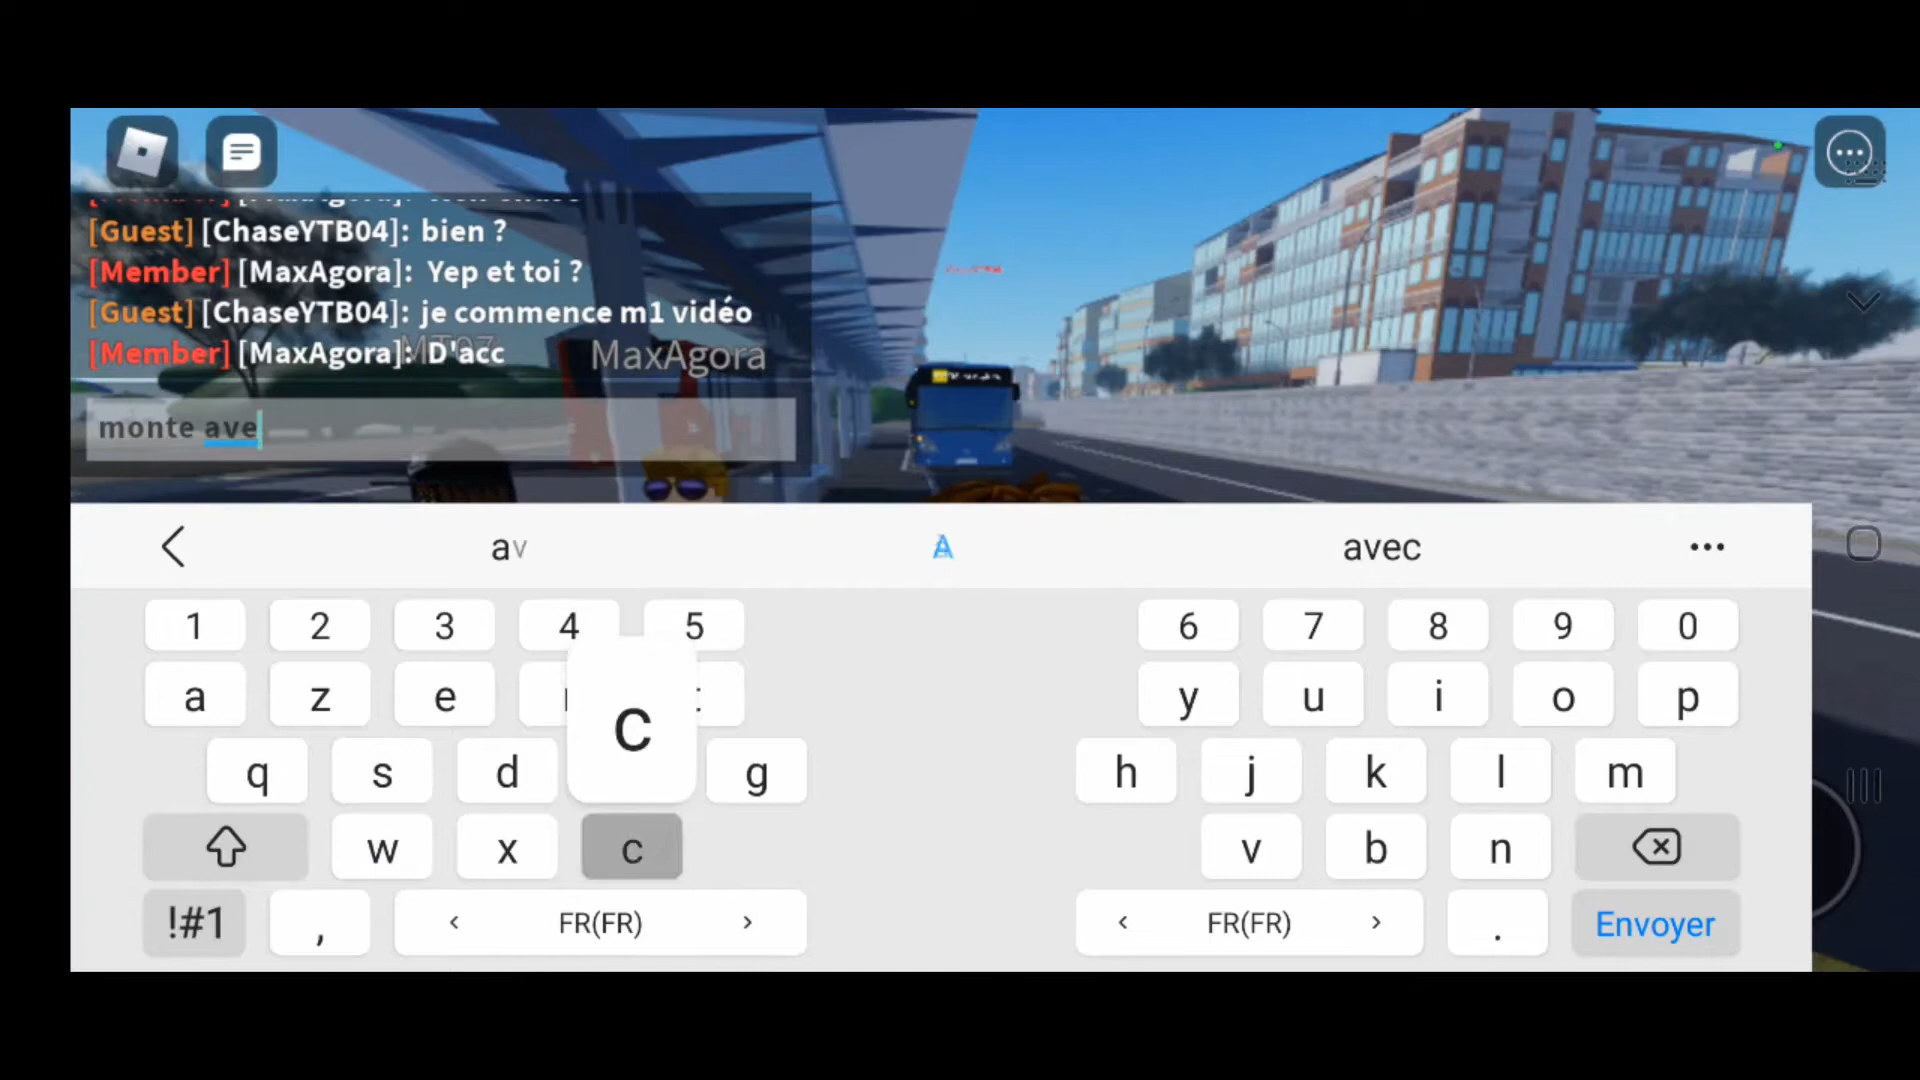 [Guest] [ChaseYTB04]: bien ?
[Member] [MaxAgora]: Yep et toi ?
[Guest] [ChaseYTB04]: je commence m1 vidéo
[Member] [MaxAgora]: D'acc
MaxAgora
monte ave
av
avec
1 2 3 4 5 6 7 8 9 0
a z e y u i o p
c
q s d g h j k l m
w x c v b n
!#1 , < FR(FR) > < FR(FR) > . Envoyer